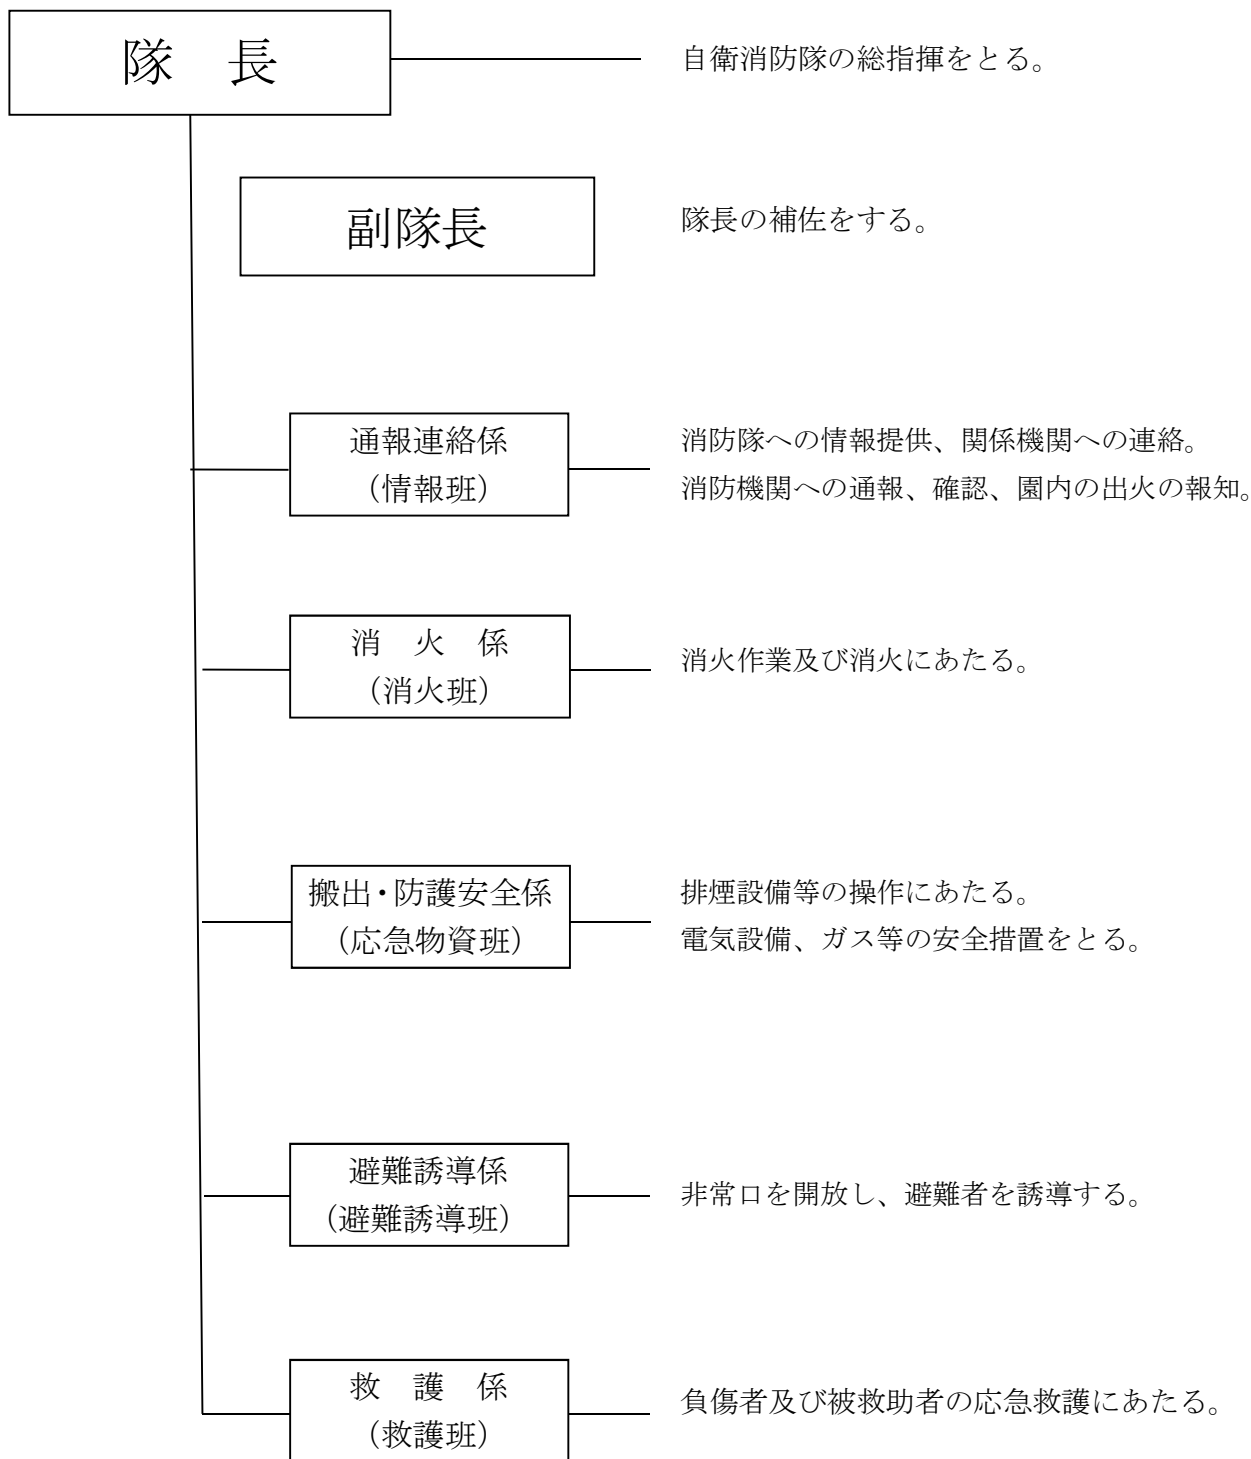 隊　長
自衛消防隊の総指揮をとる。
副隊長
隊長の補佐をする。
通報連絡係
（情報班）
消防隊への情報提供、関係機関への連絡。
消防機関への通報、確認、園内の出火の報知。
消　火　係
（消火班）
消火作業及び消火にあたる。
搬出・防護安全係
（応急物資班）
排煙設備等の操作にあたる。
電気設備、ガス等の安全措置をとる。
避難誘導係
（避難誘導班）
非常口を開放し、避難者を誘導する。
救　護　係
（救護班）
負傷者及び被救助者の応急救護にあたる。